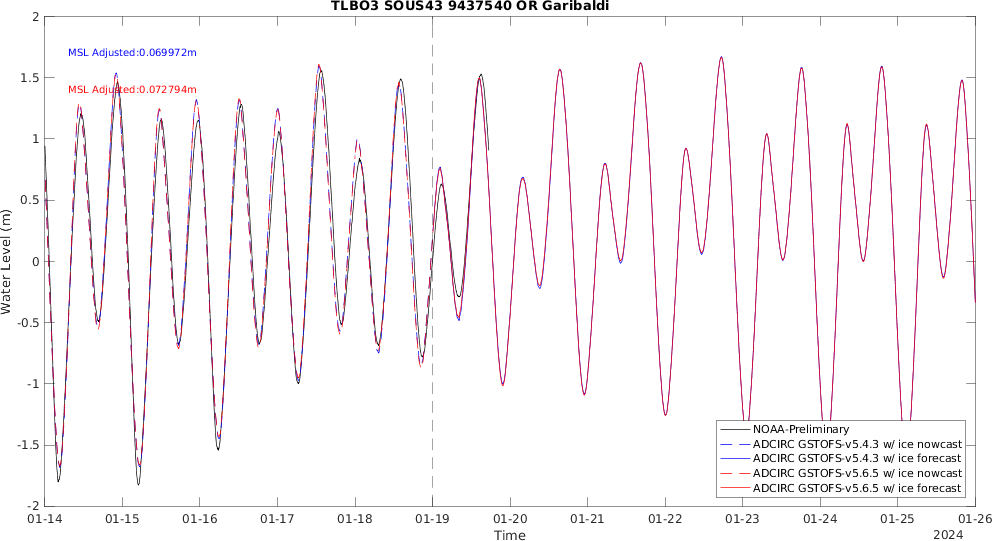 TLBO3 SOUS43 9437540 OR Garibaldi
MSL Adjusted:0.069972m
MSL Adjusted:0.072794m
Water Level (m)
2
1.5
1
0.5
0
-0.5
-1
-1.5
-2
NOAA-Preliminary
ADCIRC GSTOFS-v5.4.3 w/ ice nowcast
ADCIRC GSTOFS-v5.4.3 w/ ice forecast
ADCIRC GSTOFS-v5.6.5 w/ ice nowcast
ADCIRC GSTOFS-v5.6.5 w/ ice forecast
01-14 01-15 01-16 01-17 01-18 01-19 01-20 01-21 01-22 01-23 01-24 01-25 01-26
Time
2024